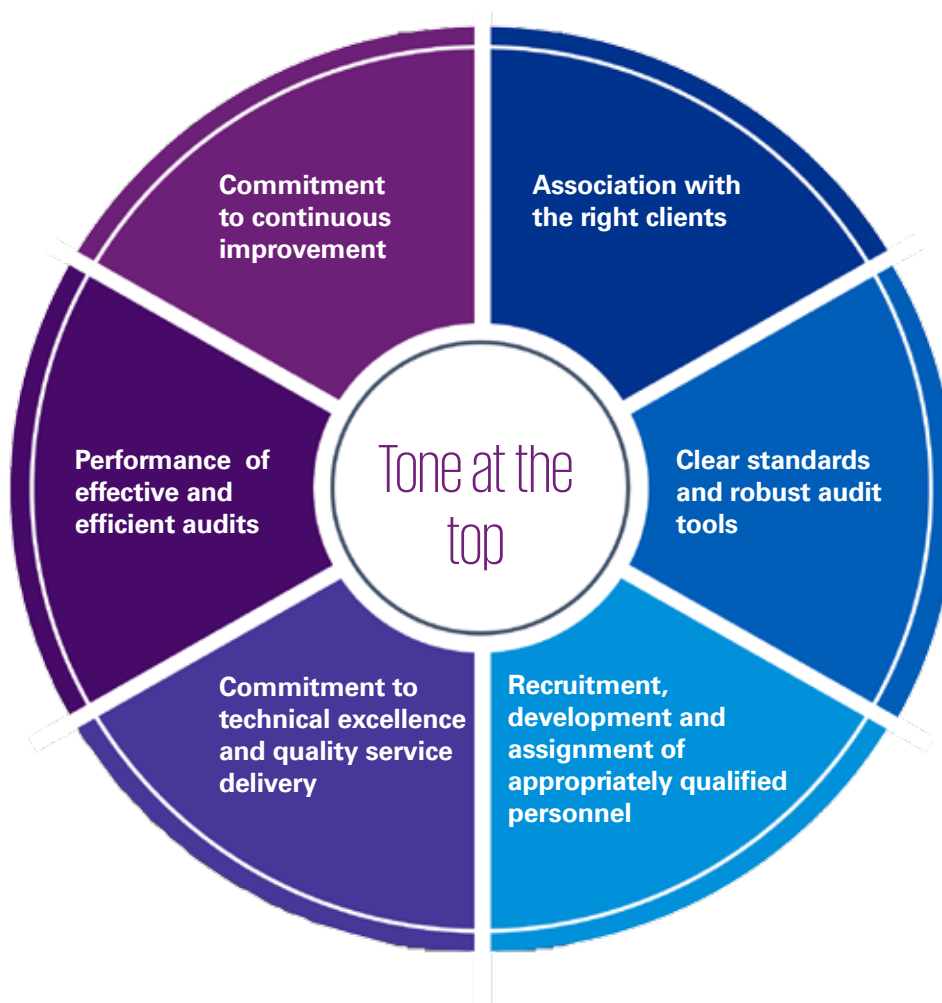 Commitment
to continuous
improvement
Association with
the right clients
Performance of
effective and
efficient audits
Tone at the
top
Clear standards
and robust audit
tools
Commitment to
technical excellence
and quality service
delivery
Recruitment,
development and
assignment of
appropriately qualified
personnel